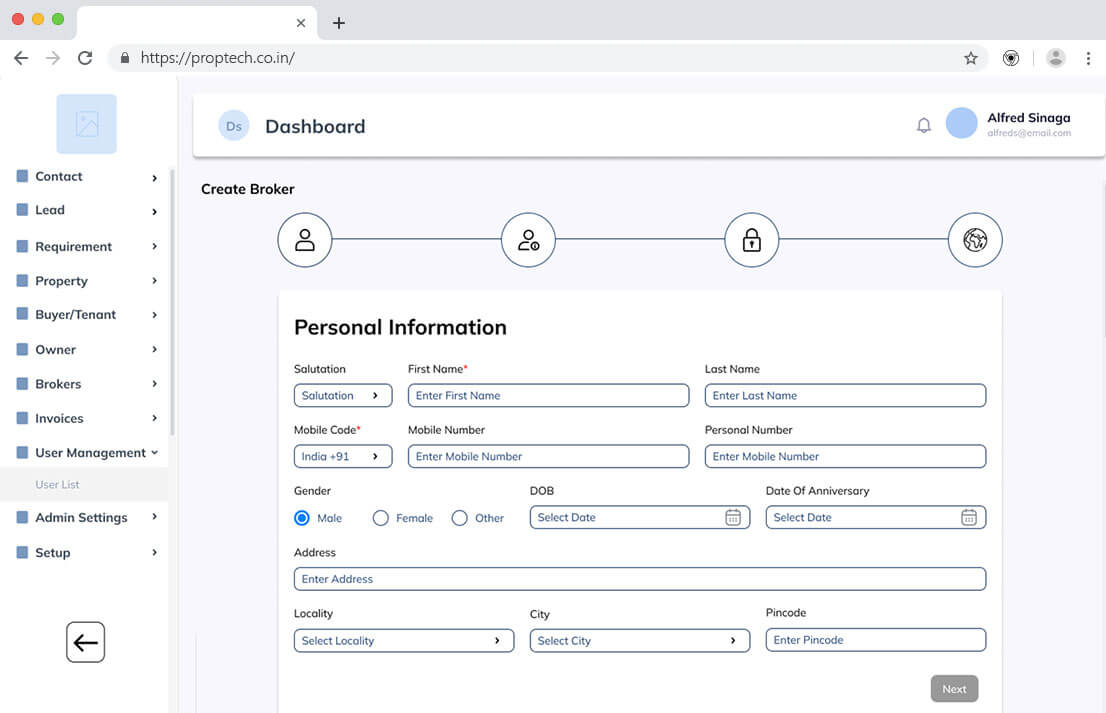 https://proptech.co.in/
Ds Dashboard
Alfred Sinaga
alfreds@email.com
Contact
Lead
Requirement
Property
Buyer/Tenant
Owner
Brokers
Invoices
User Management
User List
Admin Settings
Setup
Create Broker
Personal Information
Salutation First Name* Last Name
Salutation Enter First Name Enter Last Name
Mobile Code* Mobile Number Personal Number
India +91 Enter Mobile Number Enter Mobile Number
Gender DOB Date Of Anniversary
Male Female Other Select Date Select Date
Address
Enter Address
Locality City Pincode
Select Locality Select City Enter Pincode
Next